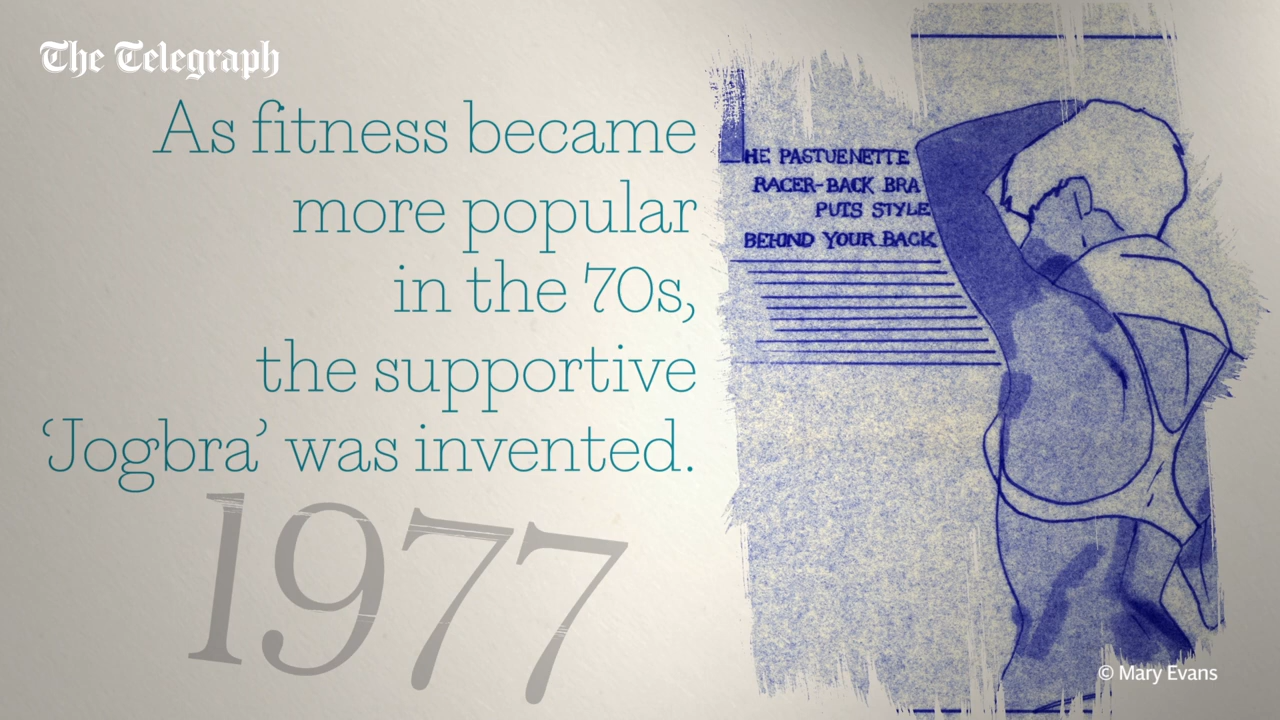 The Telegraph
As fitness became
more popular
in the '70s,
the supportive
‘Jogbra’ was invented.
1977
HE PASTUENETTE
RACER-BACK BRA
PUTS STYLE
BEHIND YOUR BACK
© Mary Evans